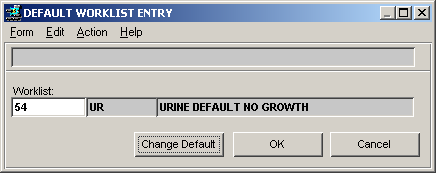 DEFAULT WORKLIST ENTRY
Form Edit Action Help
Worklist:
54 UR URINE DEFAULT NO GROWTH
Change Default OK Cancel